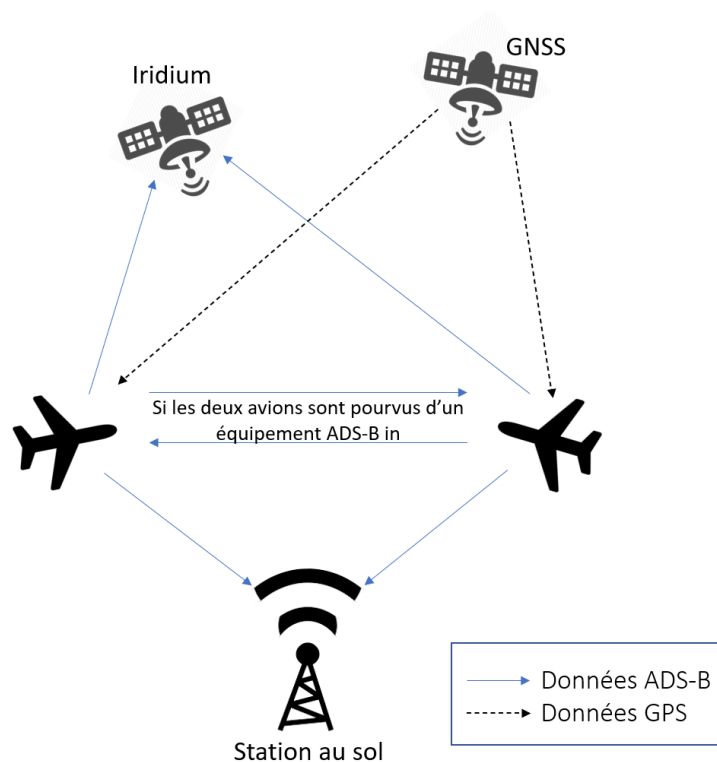 GNSS
Iridium
Si les deux avions sont pourvus d’un
équipement ADS-B in
Données ADS-B
Données GPS
Station au sol